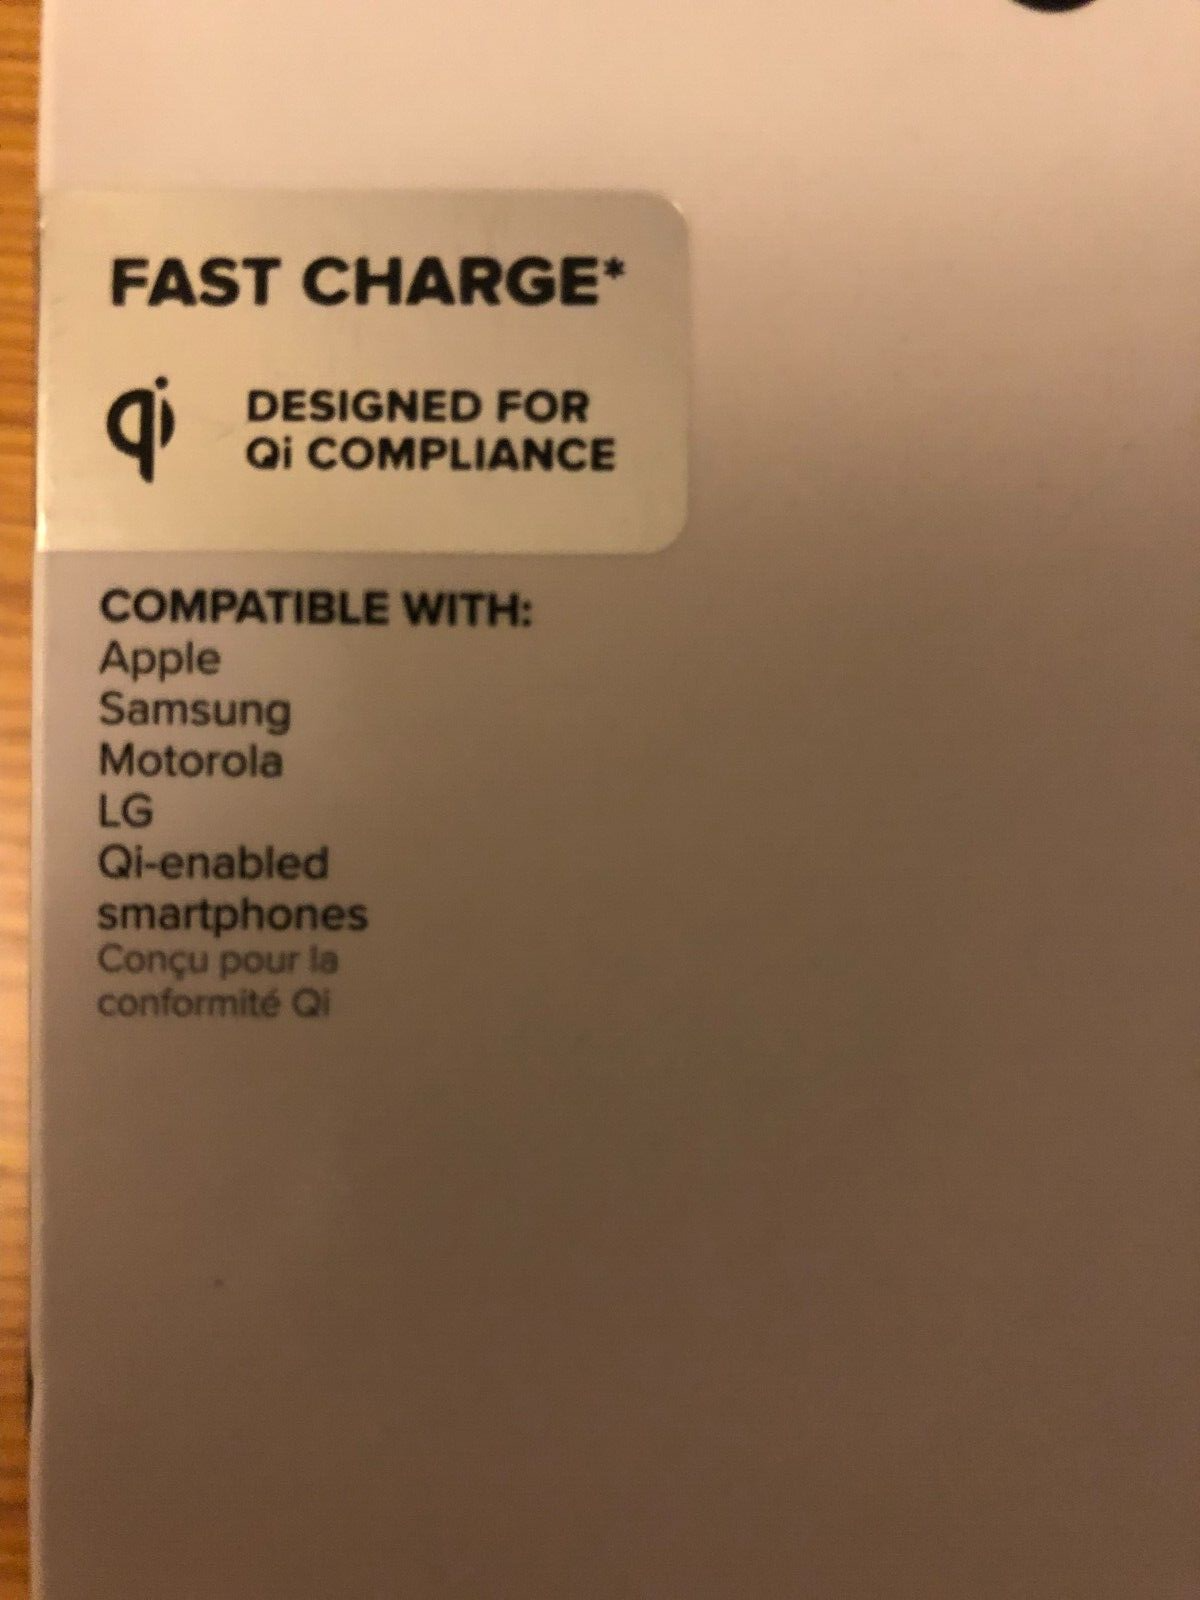 FAST CHARGE*
qi
DESIGNED FOR
Qi COMPLIANCE
COMPATIBLE WITH:
Apple
Samsung
Motorola
LG
Qi-enabled
smartphones
Conçu pour la
conformité Qi